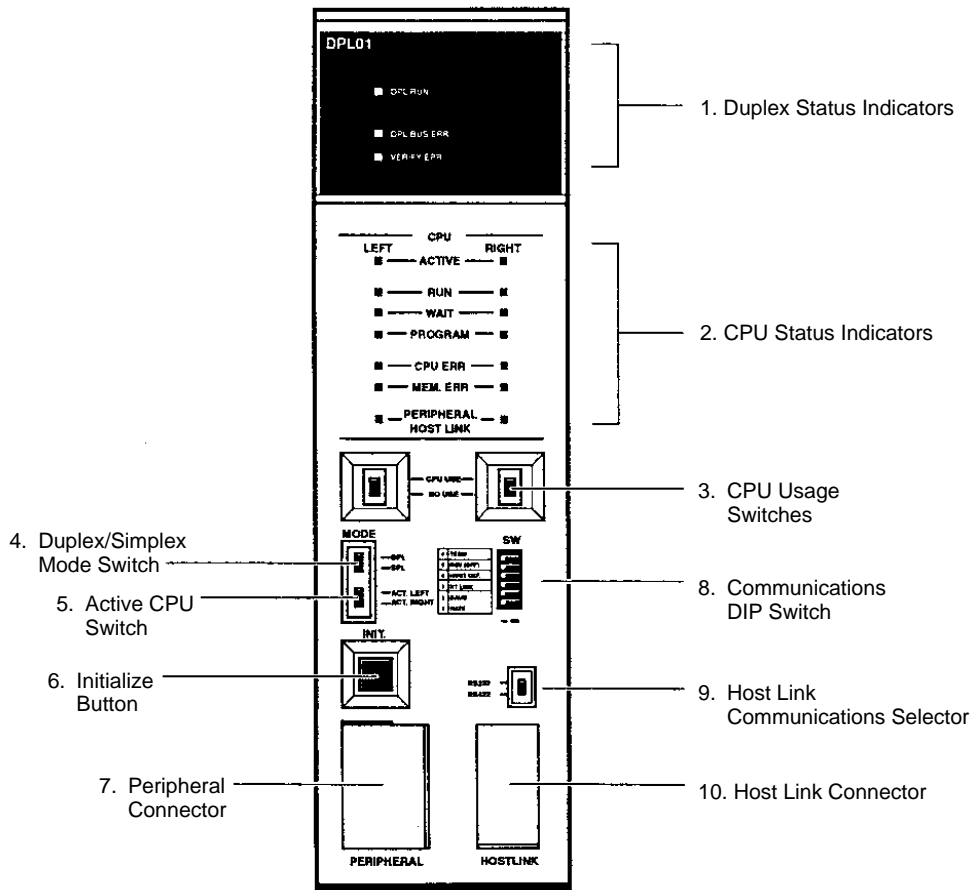 DPL01
DPL RUN
DPL BUS ERR
VERIFY ERR
1. Duplex Status Indicators
CPU
LEFT RIGHT
ACTIVE
RUN
WAIT
PROGRAM
CPU ERR
MEM. ERR
PERIPHERAL
HOST LINK
2. CPU Status Indicators
CPU USE
NO USE
3. CPU Usage
Switches
4. Duplex/Simplex
Mode Switch
MODE
DPL
SPL
5. Active CPU
Switch
ACT. LEFT
ACT. RIGHT
SW
8. Communications
DIP Switch
INIT.
6. Initialize
Button
RS232
RS422
9. Host Link
Communications Selector
7. Peripheral
Connector
10. Host Link Connector
PERIPHERAL
HOSTLINK